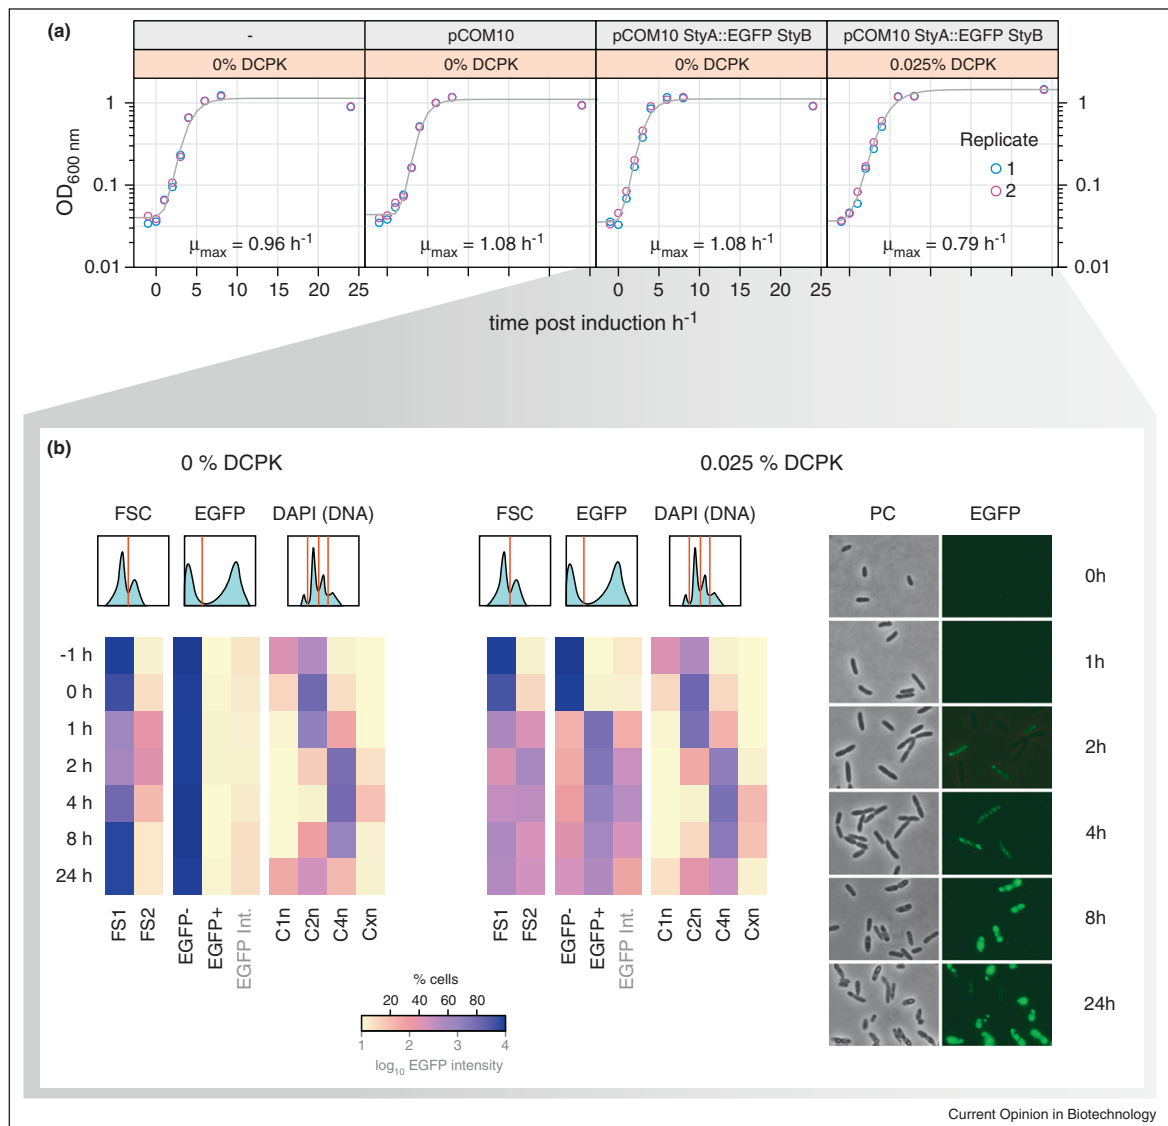 (a)
- pCOM10 pCOM10 StyA::EGFP StyB pCOM10 StyA::EGFP StyB
0% DCPK 0% DCPK 0% DCPK 0.025% DCPK
OD600 nm
1
0.1
0.01
μmax = 0.96 h-1 μmax = 1.08 h-1 μmax = 1.08 h-1 μmax = 0.79 h-1
Replicate
1
2
1
0.1
0.01
0 5 10 15 20 25 0 5 10 15 20 25
time post induction h-1
(b)
0 % DCPK 0.025 % DCPK
FSC EGFP DAPI (DNA) FSC EGFP DAPI (DNA) PC EGFP
-1 h
0 h
1 h
2 h
4 h
8 h
24 h
FS1 FS2 EGFP- EGFP+ EGFP Int. C1n C2n C4n Cxn
FS1 FS2 EGFP- EGFP+ EGFP Int. C1n C2n C4n Cxn
0h
1h
2h
4h
8h
24h
% cells
20 40 60 80
1 2 3 4
log10 EGFP intensity
Current Opinion in Biotechnology